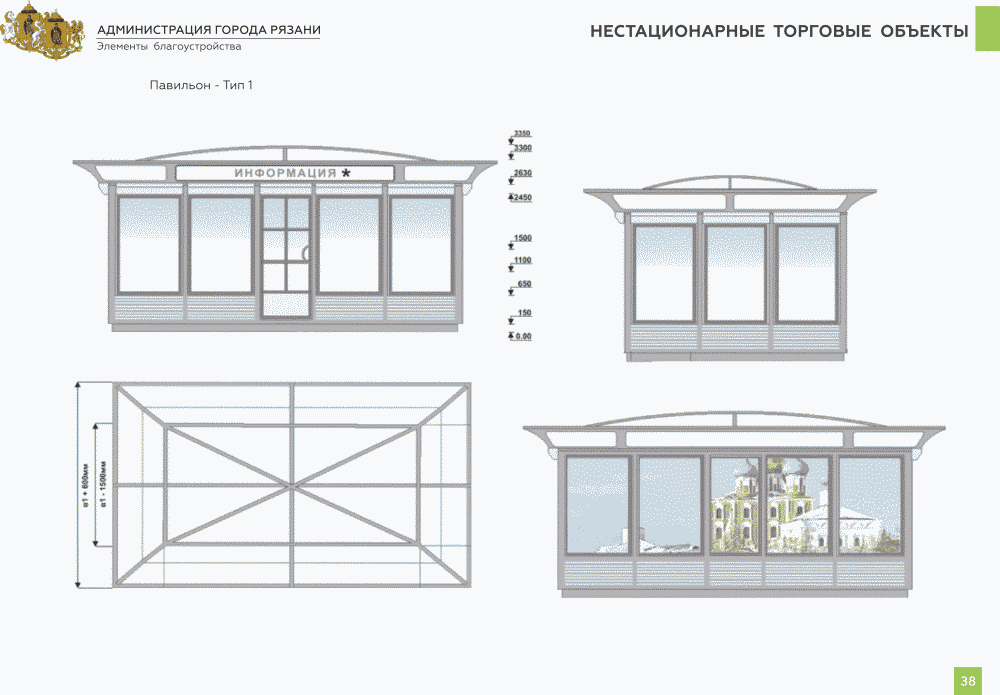 АДМИНИСТРАЦИЯ ГОРОДА РЯЗАНИ
Элементы благоустройства
НЕСТАЦИОНАРНЫЕ ТОРГОВЫЕ ОБЪЕКТЫ
Павильон - Тип 1
ИНФОРМАЦИЯ *
3350
3300
2630
2450
1500
1100
650
150
0.00
в1 + 600мм
в1 - 1500мм
38